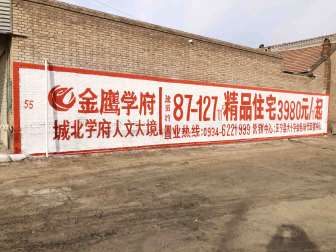 55
金鹰学府
城北学府人文大境
87-127㎡精品住宅3980元/㎡起
置业热线:0934-6221999